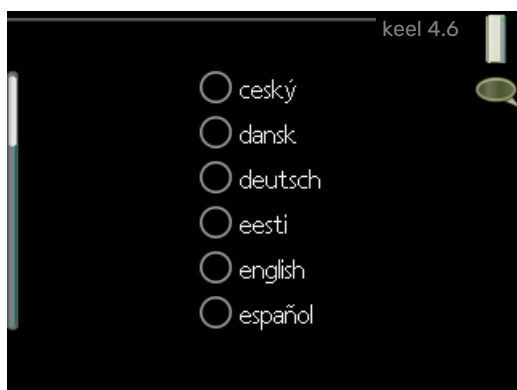 keel 4.6
ceský
dansk
deutsch
eesti
english
español